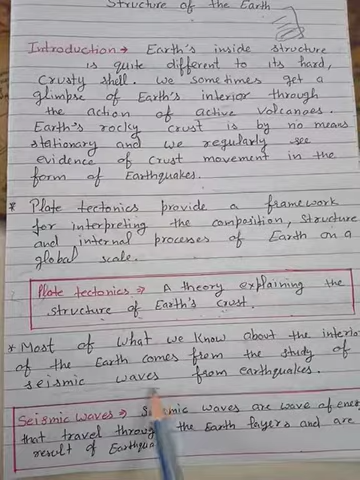 Structure of the Earth
Introduction → Earth's inside structure
is quite different to its hard,
crusty shell. We sometimes get a
glimpse of Earth's interior through
the action of active volcanoes.
Earth's rocky crust is by no means
stationary and we regularly see
evidence of crust movement in the
form of Earthquakes.
* Plate tectonics provide a framework
for interpreting the composition, structure
and internal processes of Earth on a
global scale.
Plate tectonics → A theory explaining the
structure of Earth's crust.
* Most of what we know about the interior
of the Earth comes from the study of
seismic waves from earthquakes.
Seismic waves → Seismic waves are wave of energy
that travel through the Earth layers and are
result of